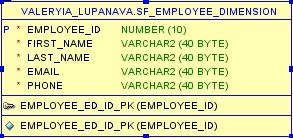 VALERYIA_LUPANAVA.SF_EMPLOYEE_DIMENSION
P * EMPLOYEE_ID NUMBER (10)
* FIRST_NAME VARCHAR2 (40 BYTE)
* LAST_NAME VARCHAR2 (40 BYTE)
* EMAIL VARCHAR2 (40 BYTE)
* PHONE VARCHAR2 (40 BYTE)
EMPLOYEE_ED_ID_PK (EMPLOYEE_ID)
EMPLOYEE_ED_ID_PK (EMPLOYEE_ID)